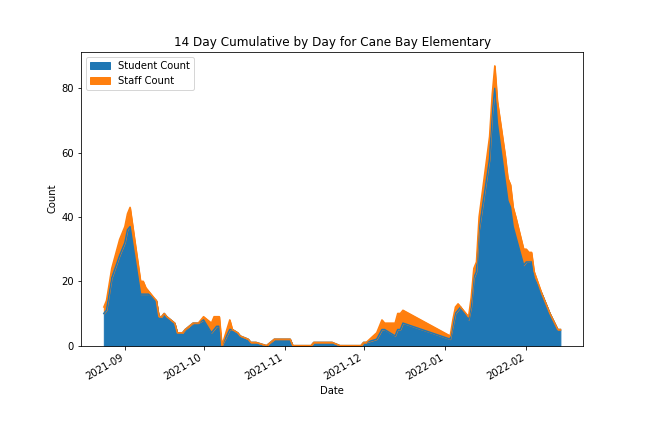 14 Day Cumulative by Day for Cane Bay Elementary
Student Count
Staff Count
80
60
40
20
0
Count
2021-09
2021-10
2021-11
2021-12
2022-01
2022-02
Date